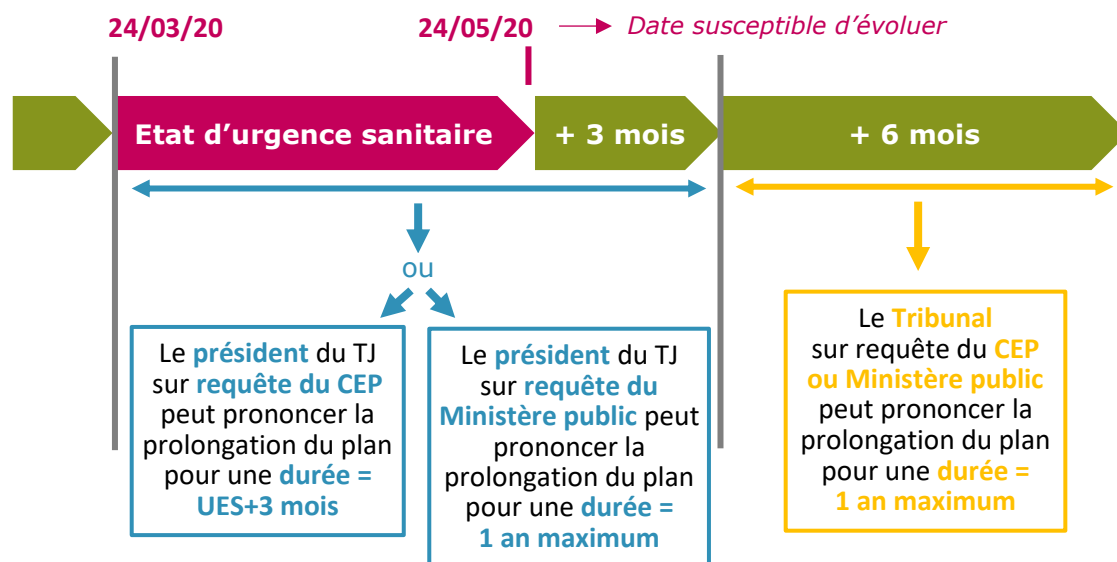 24/03/20
24/05/20
Date susceptible d'évoluer
Etat d'urgence sanitaire
+ 3 mois
+ 6 mois
ou
Le président du TJ
sur requête du CEP
peut prononcer la
prolongation du plan
pour une durée =
UES+3 mois
Le président du TJ
sur requête du
Ministère public peut
prononcer la
prolongation du plan
pour une durée =
1 an maximum
Le Tribunal
sur requête du CEP
ou Ministère public
peut prononcer la
prolongation du plan
pour une durée =
1 an maximum